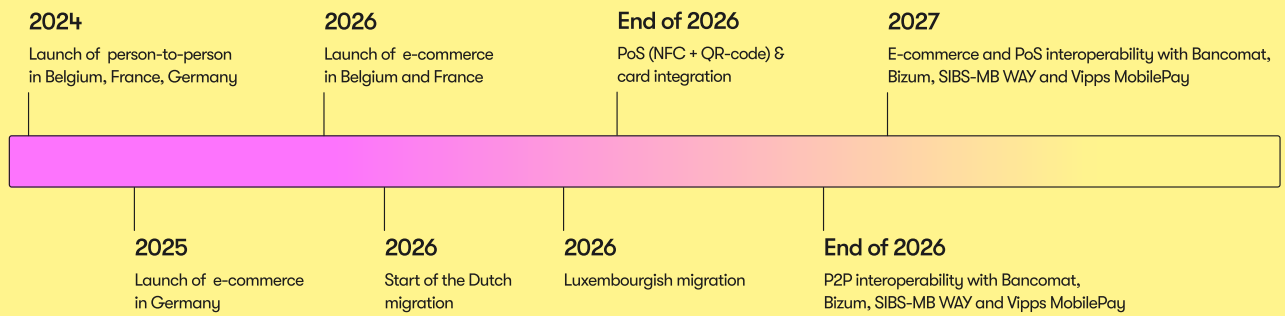 2024
Launch of person-to-person
in Belgium, France, Germany
2026
Launch of e-commerce
in Belgium and France
End of 2026
PoS (NFC + QR-code) &
card integration
2027
E-commerce and PoS interoperability with Bancomat,
Bizum, SIBS-MB WAY and Vipps MobilePay
2025
Launch of e-commerce
in Germany
2026
Start of the Dutch
migration
2026
Luxembourgish migration
End of 2026
P2P interoperability with Bancomat,
Bizum, SIBS-MB WAY and Vipps MobilePay